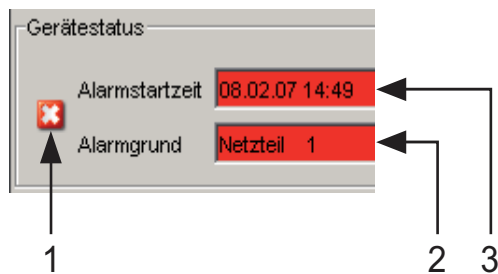 Gerätestatus
Alarmstartzeit 08.02.07 14:49
Alarmgrund Netzteil 1
1 2 3